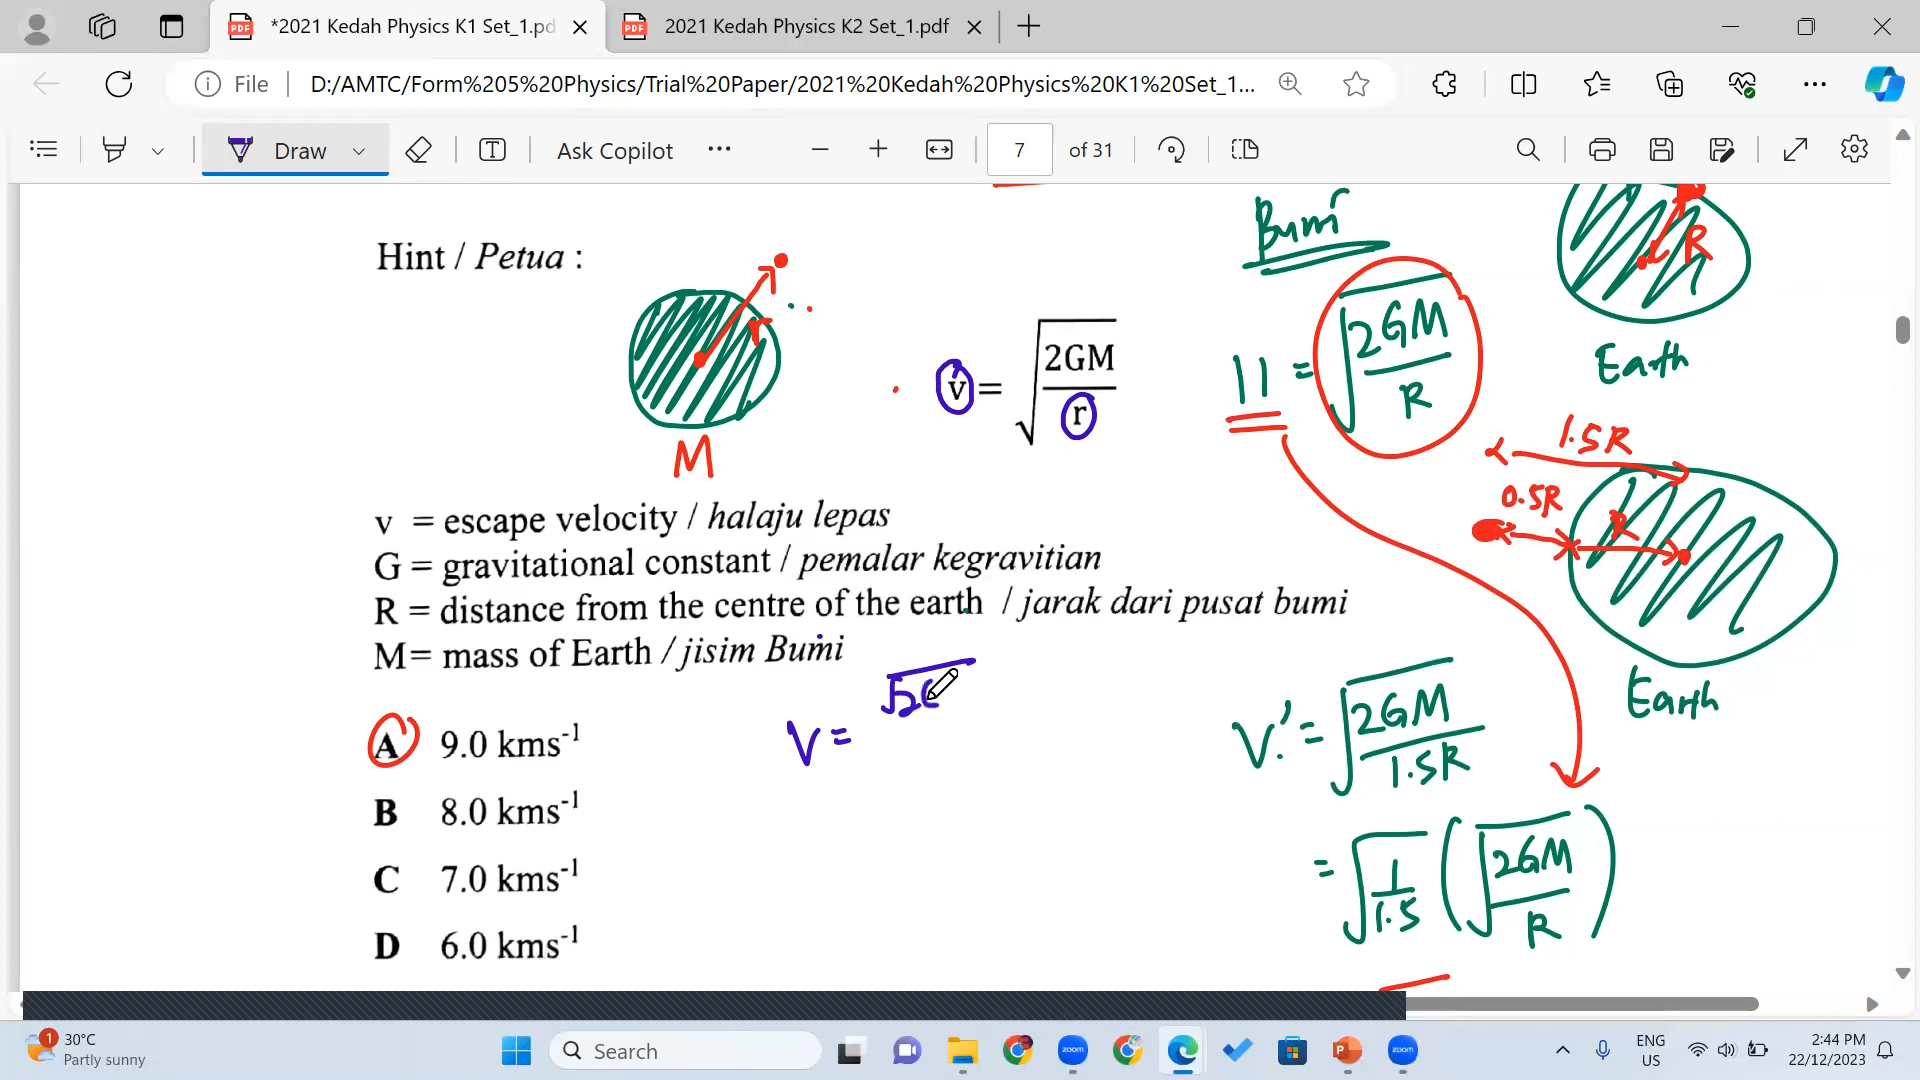 *2021 Kedah Physics K1 Set_1.pd
2021 Kedah Physics K2 Set_1.pdf
File
D:/AMTC/Form%205%20Physics/Trial%20Paper/2021%20Kedah%20Physics%20K1%20Set_1...
Draw
Ask Copilot
7 of 31
Hint / Petua :
M
v = √(2GM/r)
Bumi
11 = √(2GM/R)
R
Earth
1.5R
0.5R
R
Earth
v = escape velocity / halaju lepas
G = gravitational constant / pemalar kegravitian
R = distance from the centre of the earth / jarak dari pusat bumi
M= mass of Earth / jisim Bumi
A 9.0 kms⁻¹
B 8.0 kms⁻¹
C 7.0 kms⁻¹
D 6.0 kms⁻¹
V = √2G
V' = √(2GM/1.5R)
= √(1/1.5) (√(2GM/R))
1
30°C
Partly sunny
Search
zoom
zoom
ENG
US
2:44 PM
22/12/2023